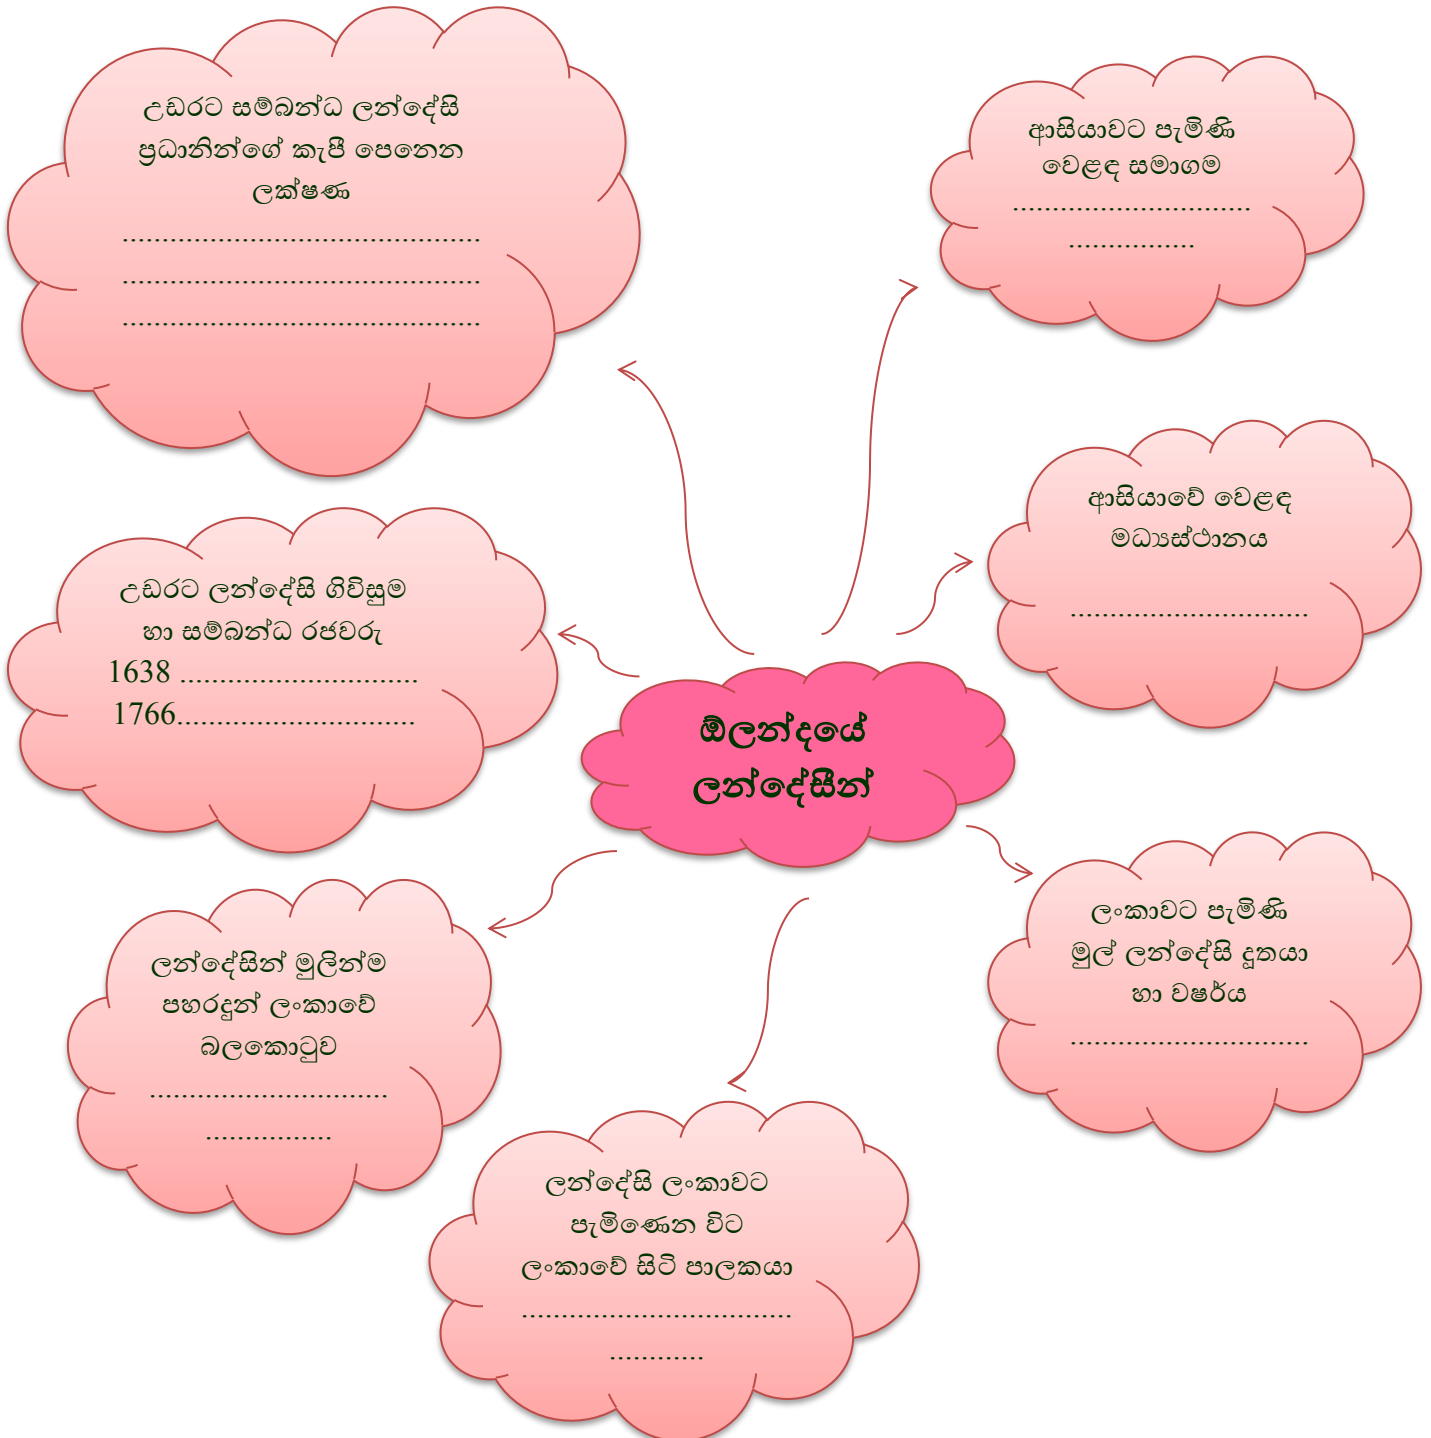 උඩරට සම්බන්ධ ලන්දේසි
ප්‍රධානින්ගේ කැපී පෙනෙන
ලක්ෂණ
.............................................
.............................................
.............................................
ආසියාවට පැමිණි
වෙළඳ සමාගම
..............................
................
ආසියාවේ වෙළඳ
මධ්‍යස්ථානය
..............................
උඩරට ලන්දේසි ගිවිසුම
හා සම්බන්ධ රජවරු
1638 ..............................
1766..............................
ඕලන්දයේ
ලන්දේසීන්
ලංකාවට පැමිණි
මුල් ලන්දේසි දූතයා
හා වර්ෂය
..............................
ලන්දේසින් මුලින්ම
පහරදුන් ලංකාවේ
බලකොටුව
..............................
................
ලන්දේසි ලංකාවට
පැමිණෙන විට
ලංකාවේ සිටි පාලකයා
..................................
............